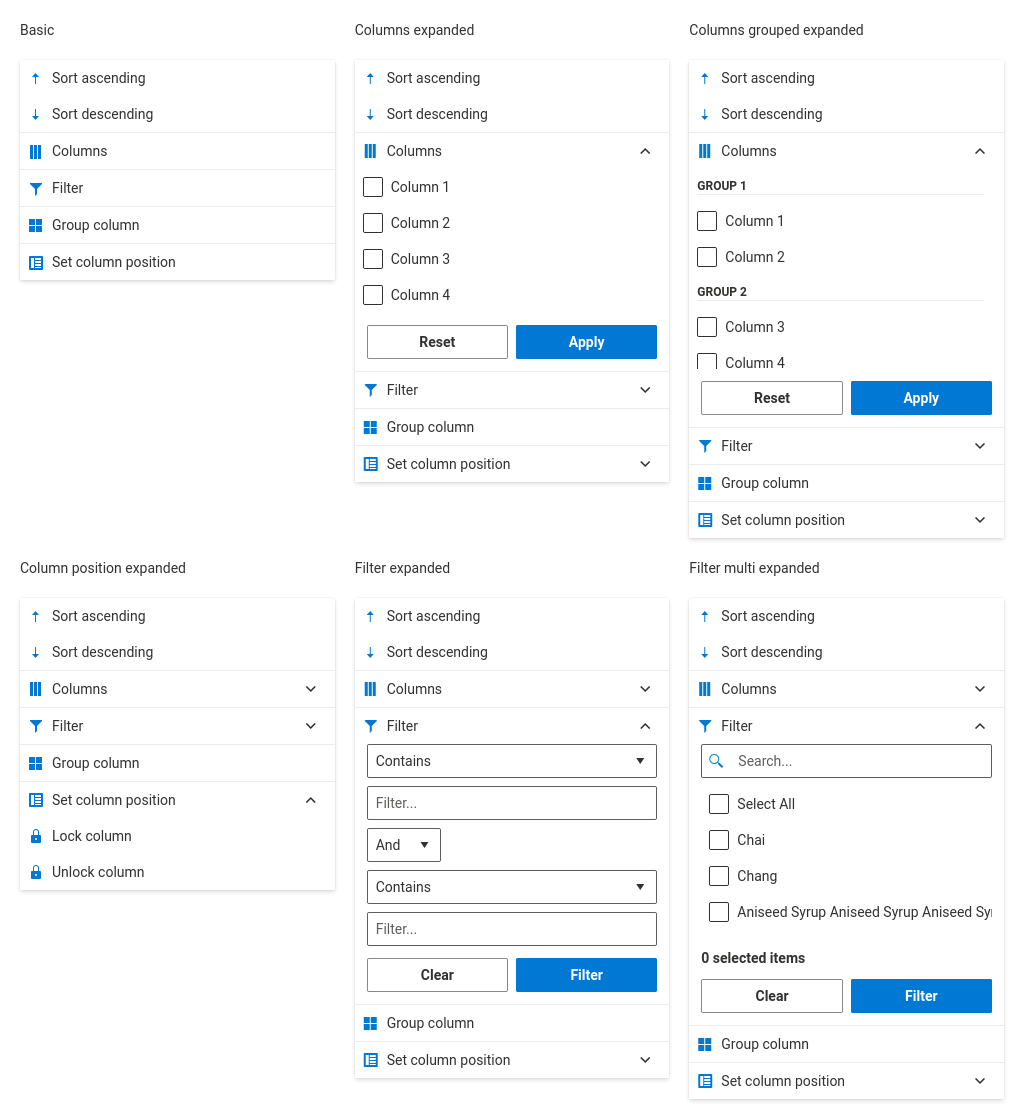 Basic
Sort ascending
Sort descending
Columns
Filter
Group column
Set column position
Columns expanded
Sort ascending
Sort descending
Columns
Column 1
Column 2
Column 3
Column 4
Reset Apply
Filter
Group column
Set column position
Columns grouped expanded
Sort ascending
Sort descending
Columns
GROUP 1
Column 1
Column 2
GROUP 2
Column 3
Column 4
Reset Apply
Filter
Group column
Set column position
Column position expanded
Sort ascending
Sort descending
Columns
Filter
Group column
Set column position
Lock column
Unlock column
Filter expanded
Sort ascending
Sort descending
Columns
Filter
Contains
Filter...
And
Contains
Filter...
Clear Filter
Group column
Set column position
Filter multi expanded
Sort ascending
Sort descending
Columns
Filter
Search...
Select All
Chai
Chang
Aniseed Syrup Aniseed Syrup Aniseed Sy
0 selected items
Clear Filter
Group column
Set column position